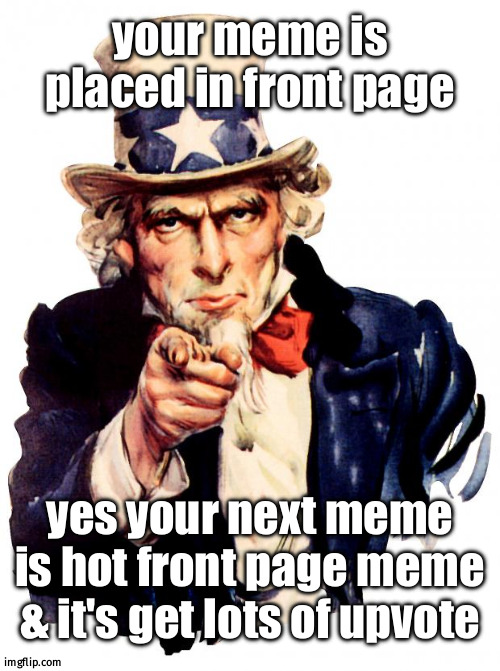 your meme is
placed in front page
yes your next meme
is hot front page meme
& it's get lots of upvote
imgflip.com